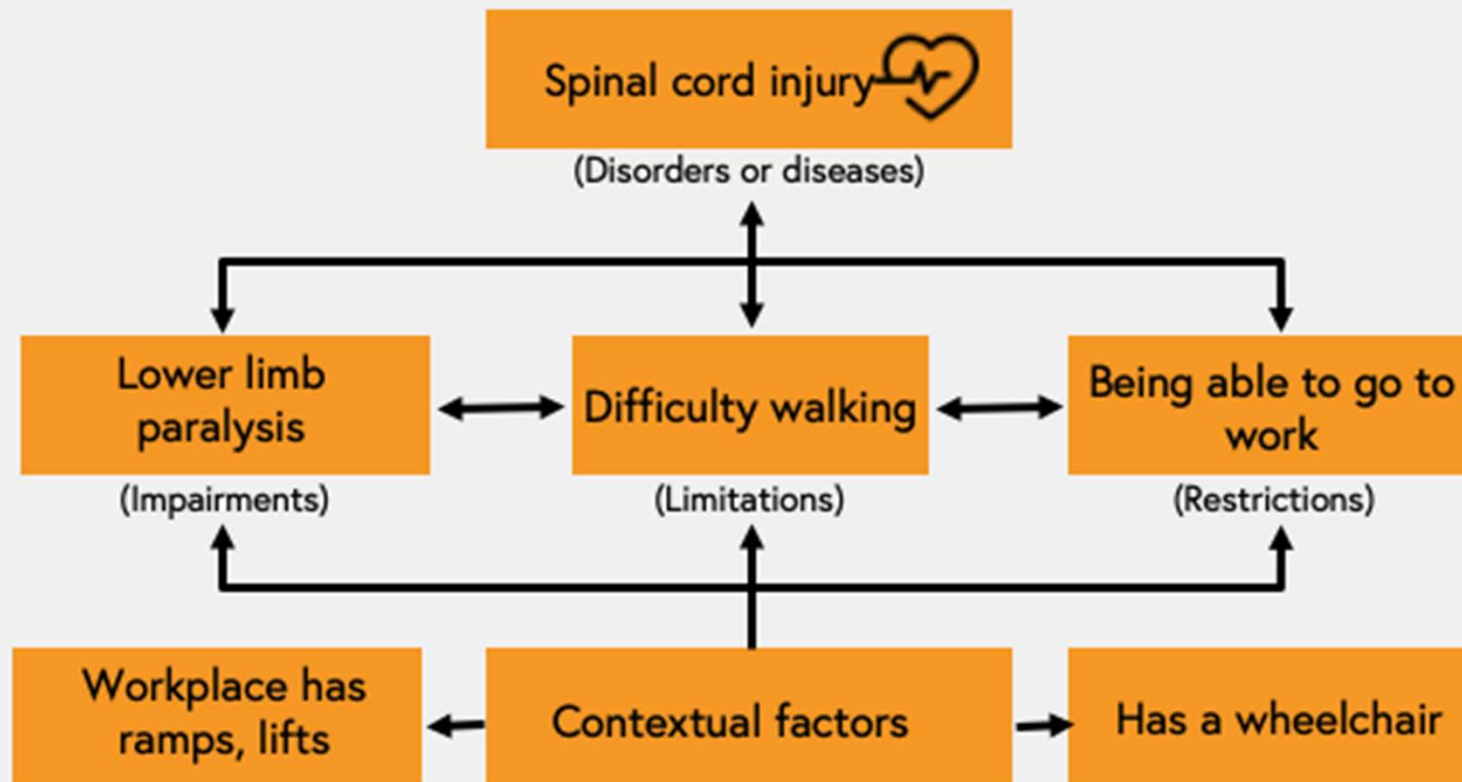 Spinal cord injury
(Disorders or diseases)
Lower limb
paralysis
Difficulty walking
Being able to go to
work
(Impairments)
(Limitations)
(Restrictions)
Workplace has
ramps, lifts
Contextual factors
Has a wheelchair